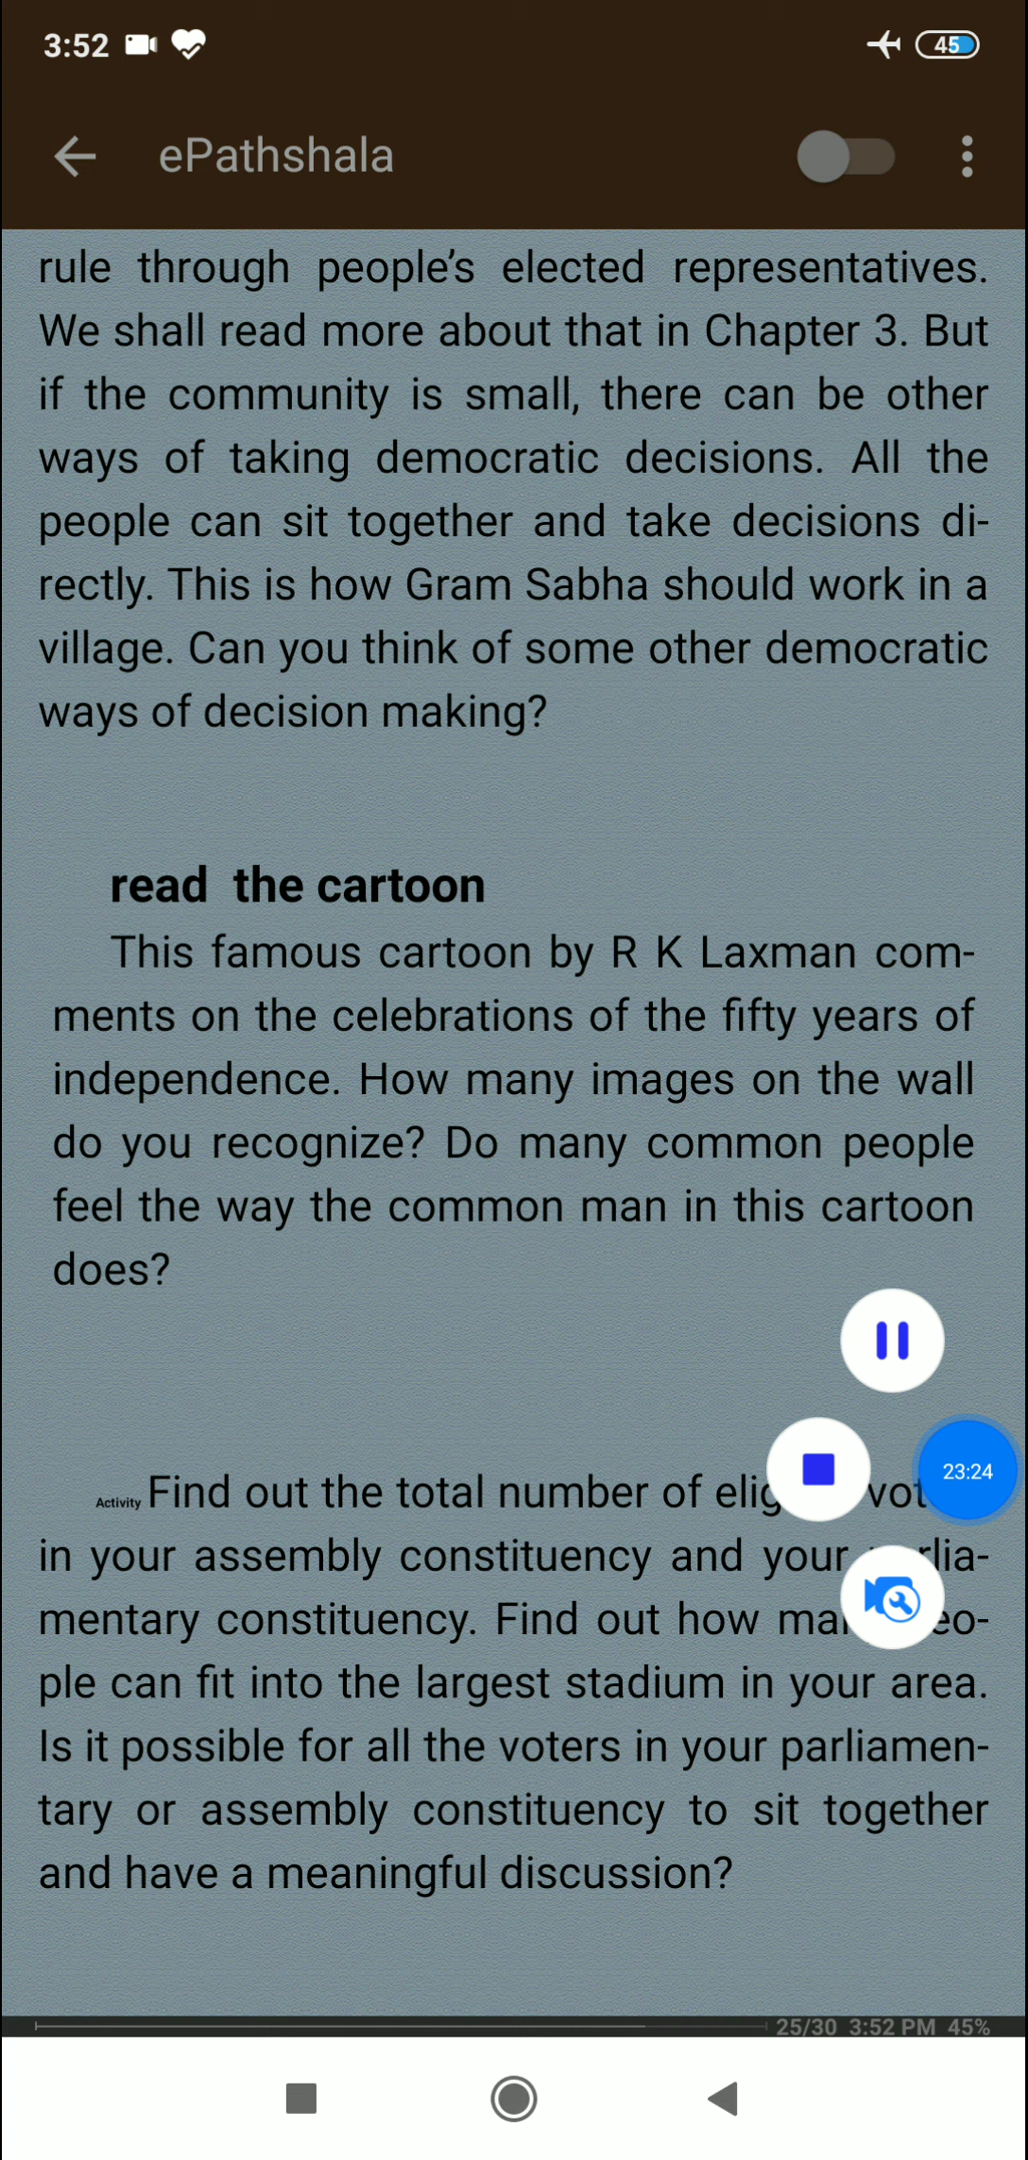 3:52
45
ePathshala
rule through people's elected representatives.
We shall read more about that in Chapter 3. But
if the community is small, there can be other
ways of taking democratic decisions. All the
people can sit together and take decisions di-
rectly. This is how Gram Sabha should work in a
village. Can you think of some other democratic
ways of decision making?
read the cartoon
This famous cartoon by R K Laxman com-
ments on the celebrations of the fifty years of
independence. How many images on the wall
do you recognize? Do many common people
feel the way the common man in this cartoon
does?
Activity Find out the total number of
23:24
in your assembly constituency and your
mentary constituency. Find out how
ple can fit into the largest stadium in your area.
Is it possible for all the voters in your parliamen-
tary or assembly constituency to sit together
and have a meaningful discussion?
25/30 3:52 PM 45%